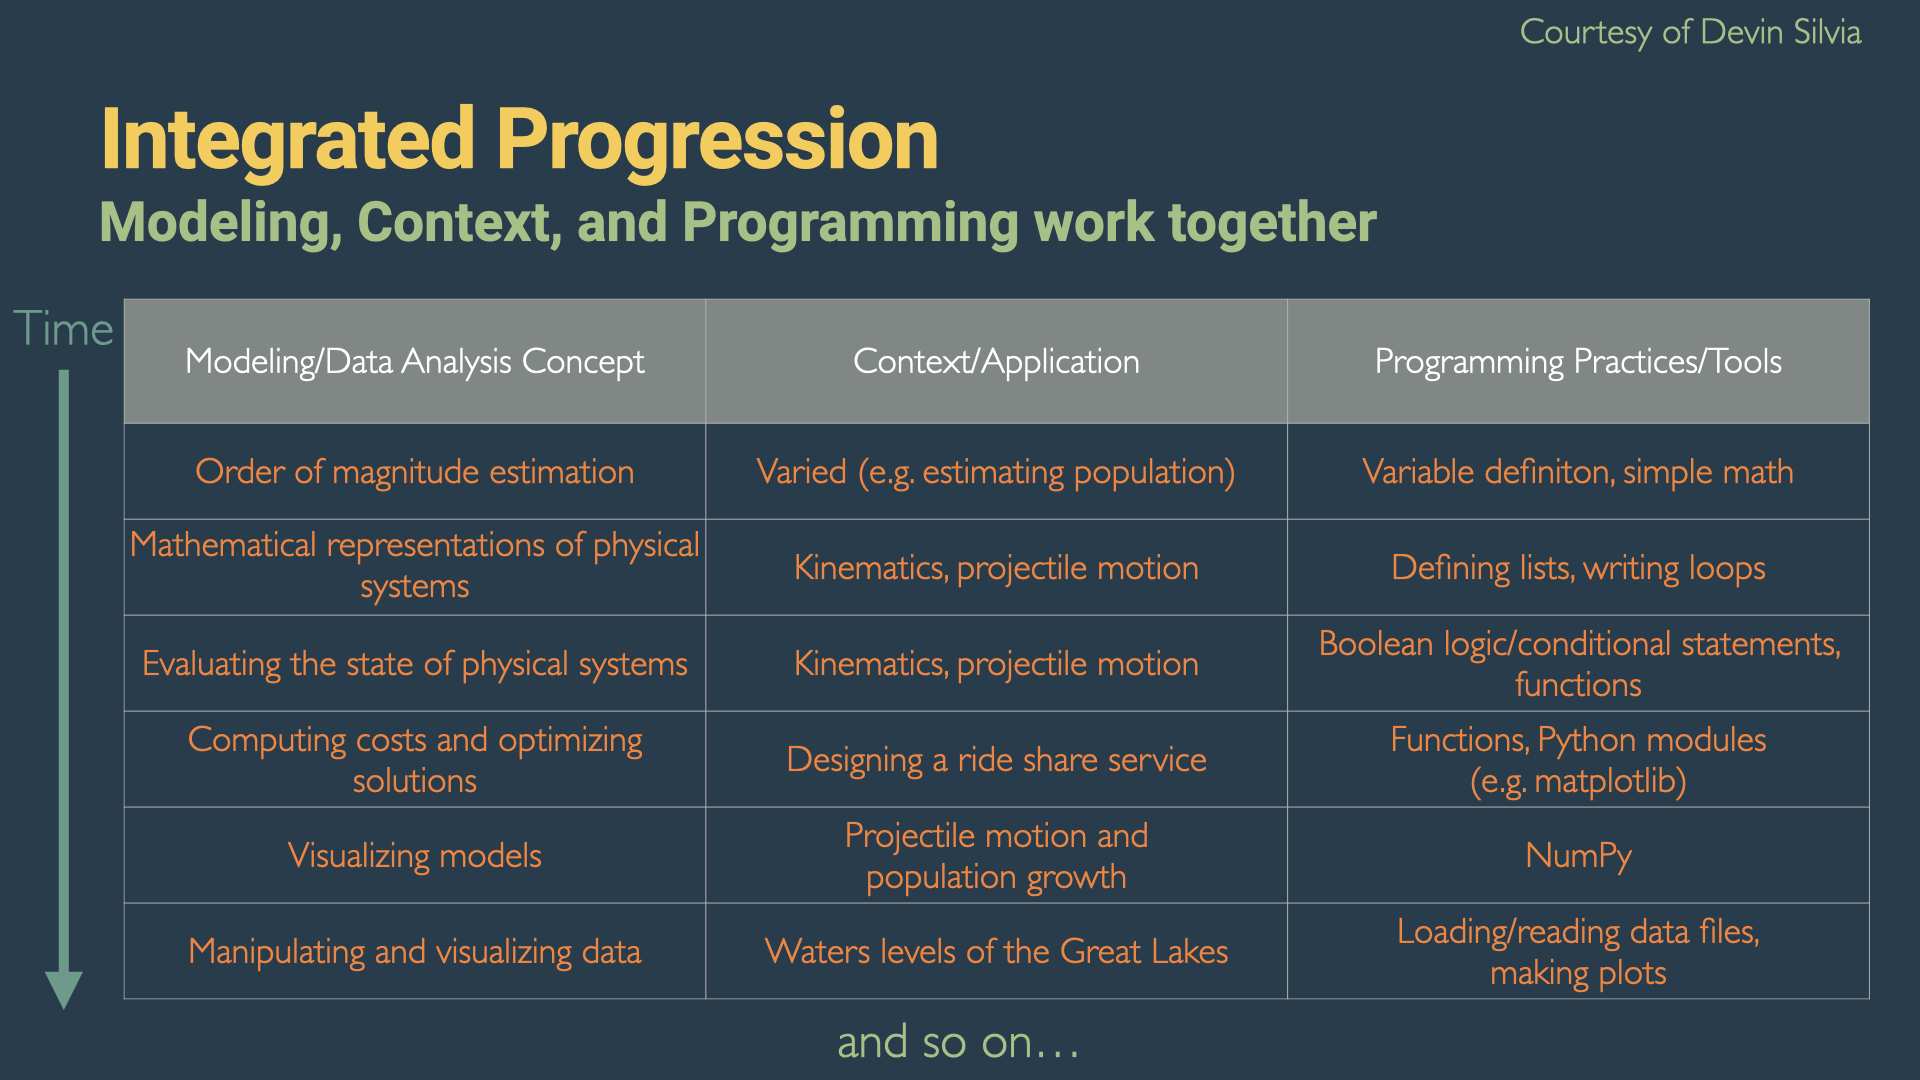 Courtesy of Devin Silvia
Integrated Progression
Modeling, Context, and Programming work together
Time
Modeling/Data Analysis Concept
Context/Application
Programming Practices/Tools
Order of magnitude estimation
Varied (e.g. estimating population)
Variable definiton, simple math
Mathematical representations of physical
systems
Kinematics, projectile motion
Defining lists, writing loops
Evaluating the state of physical systems
Kinematics, projectile motion
Boolean logic/conditional statements,
functions
Computing costs and optimizing
solutions
Designing a ride share service
Functions, Python modules
(e.g. matplotlib)
Visualizing models
Projectile motion and
population growth
NumPy
Manipulating and visualizing data
Waters levels of the Great Lakes
Loading/reading data files,
making plots
and so on…